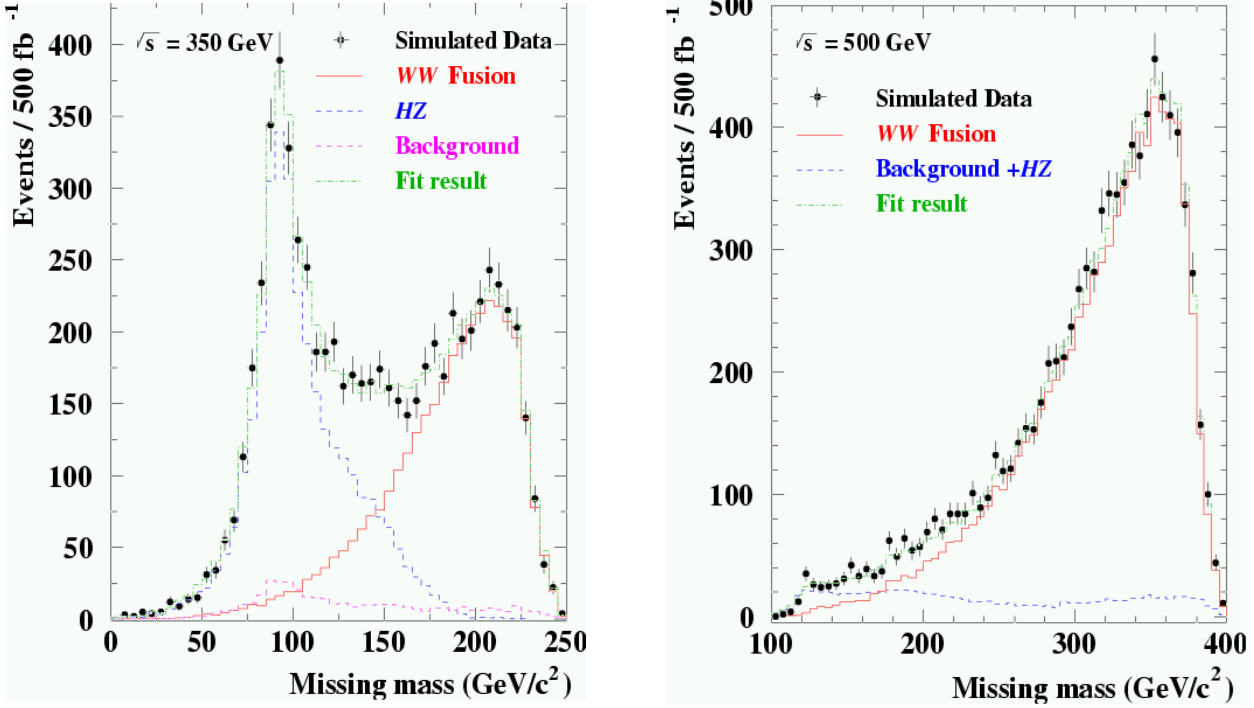 Events / 500 fb -1
400
350
300
250
200
150
100
50
0
√s = 350 GeV
Simulated Data
WW Fusion
HZ
Background
Fit result
0 50 100 150 200 250
Missing mass (GeV/c²)
Events / 500 fb -1
500
400
300
200
100
0
√s = 500 GeV
Simulated Data
WW Fusion
Background +HZ
Fit result
100 200 300 400
Missing mass (GeV/c²)